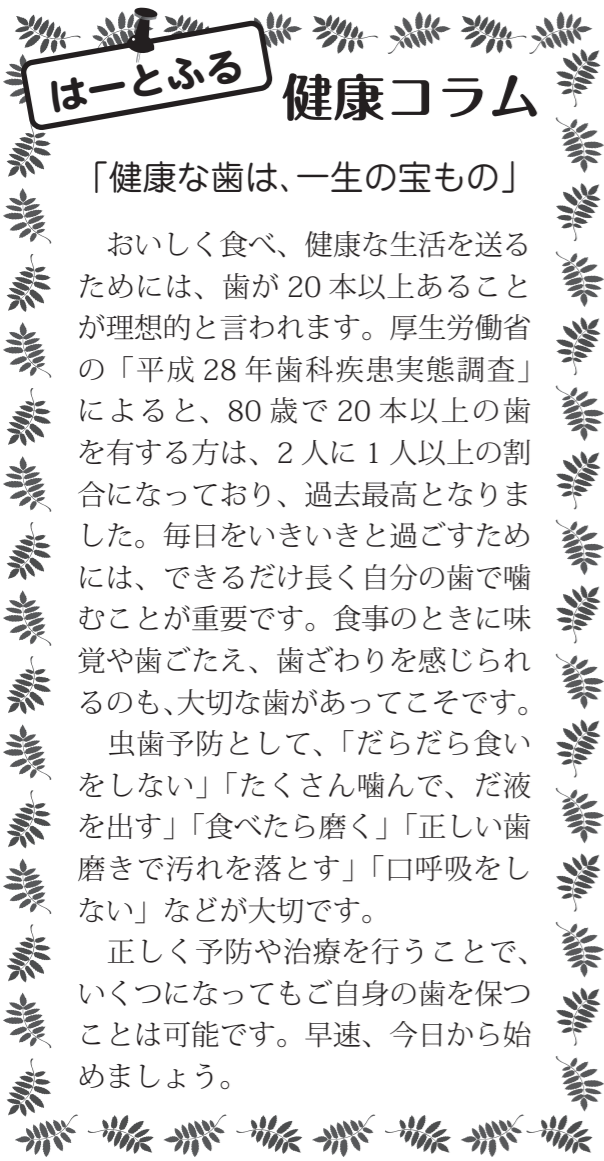 はーとふる
健康コラム
「健康な歯は、一生の宝もの」
　おいしく食べ、健康な生活を送る
ためには、歯が 20 本以上あること
が理想的と言われます。厚生労働省
の「平成 28 年歯科疾患実態調査」
によると、80 歳で 20 本以上の歯
を有する方は、2 人に 1 人以上の割
合になっており、過去最高となりま
した。毎日をいきいきと過ごすため
には、できるだけ長く自分の歯で噛
むことが重要です。食事のときに味
覚や歯ごたえ、歯ざわりを感じられ
るのも、大切な歯があってこそです。
　虫歯予防として、「だらだら食い
をしない」「たくさん噛んで、だ液
を出す」「食べたら磨く」「正しい歯
磨きで汚れを落とす」「口呼吸をし
ない」などが大切です。
　正しく予防や治療を行うことで、
いくつになってもご自身の歯を保つ
ことは可能です。早速、今日から始
めましょう。